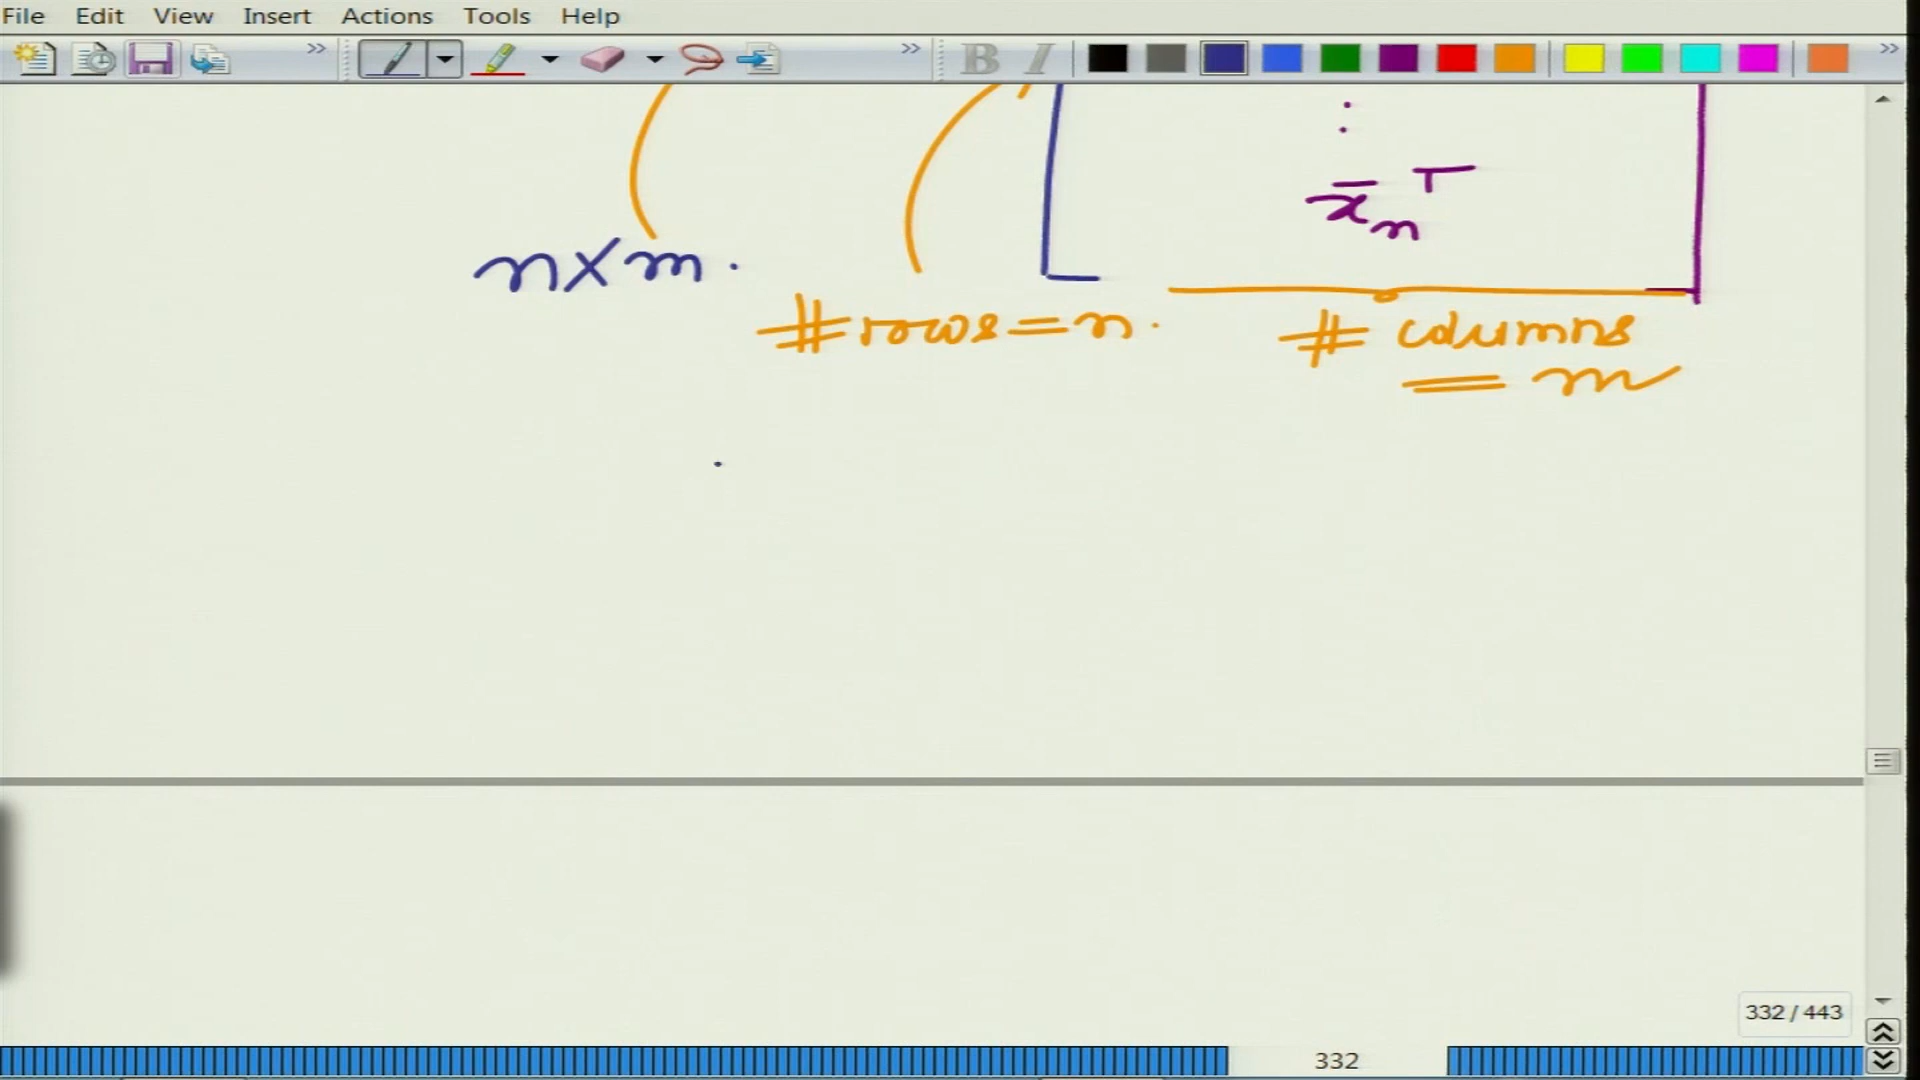 File Edit View Insert Actions Tools Help
B I
⋮
x̄ₙᵀ
n×m.
#rows=n.
# columns
= m
332 / 443
332